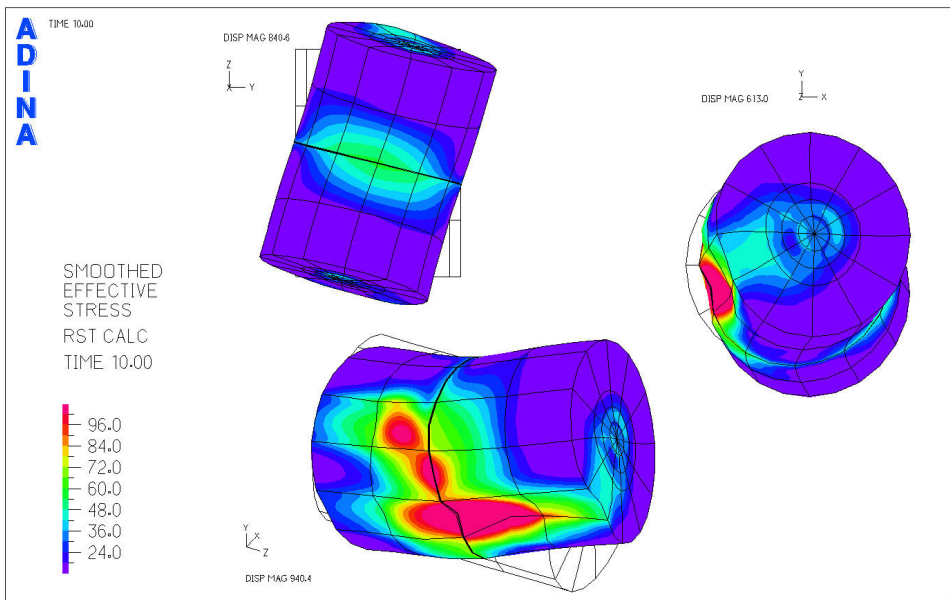 ADINA
TIME 10.00
DISP MAG 840.6
Z
X Y
DISP MAG 613.0
Y
Z X
SMOOTHED
EFFECTIVE
STRESS
RST CALC
TIME 10.00
96.0
84.0
72.0
60.0
48.0
36.0
24.0
Y
X
Z
DISP MAG 940.4